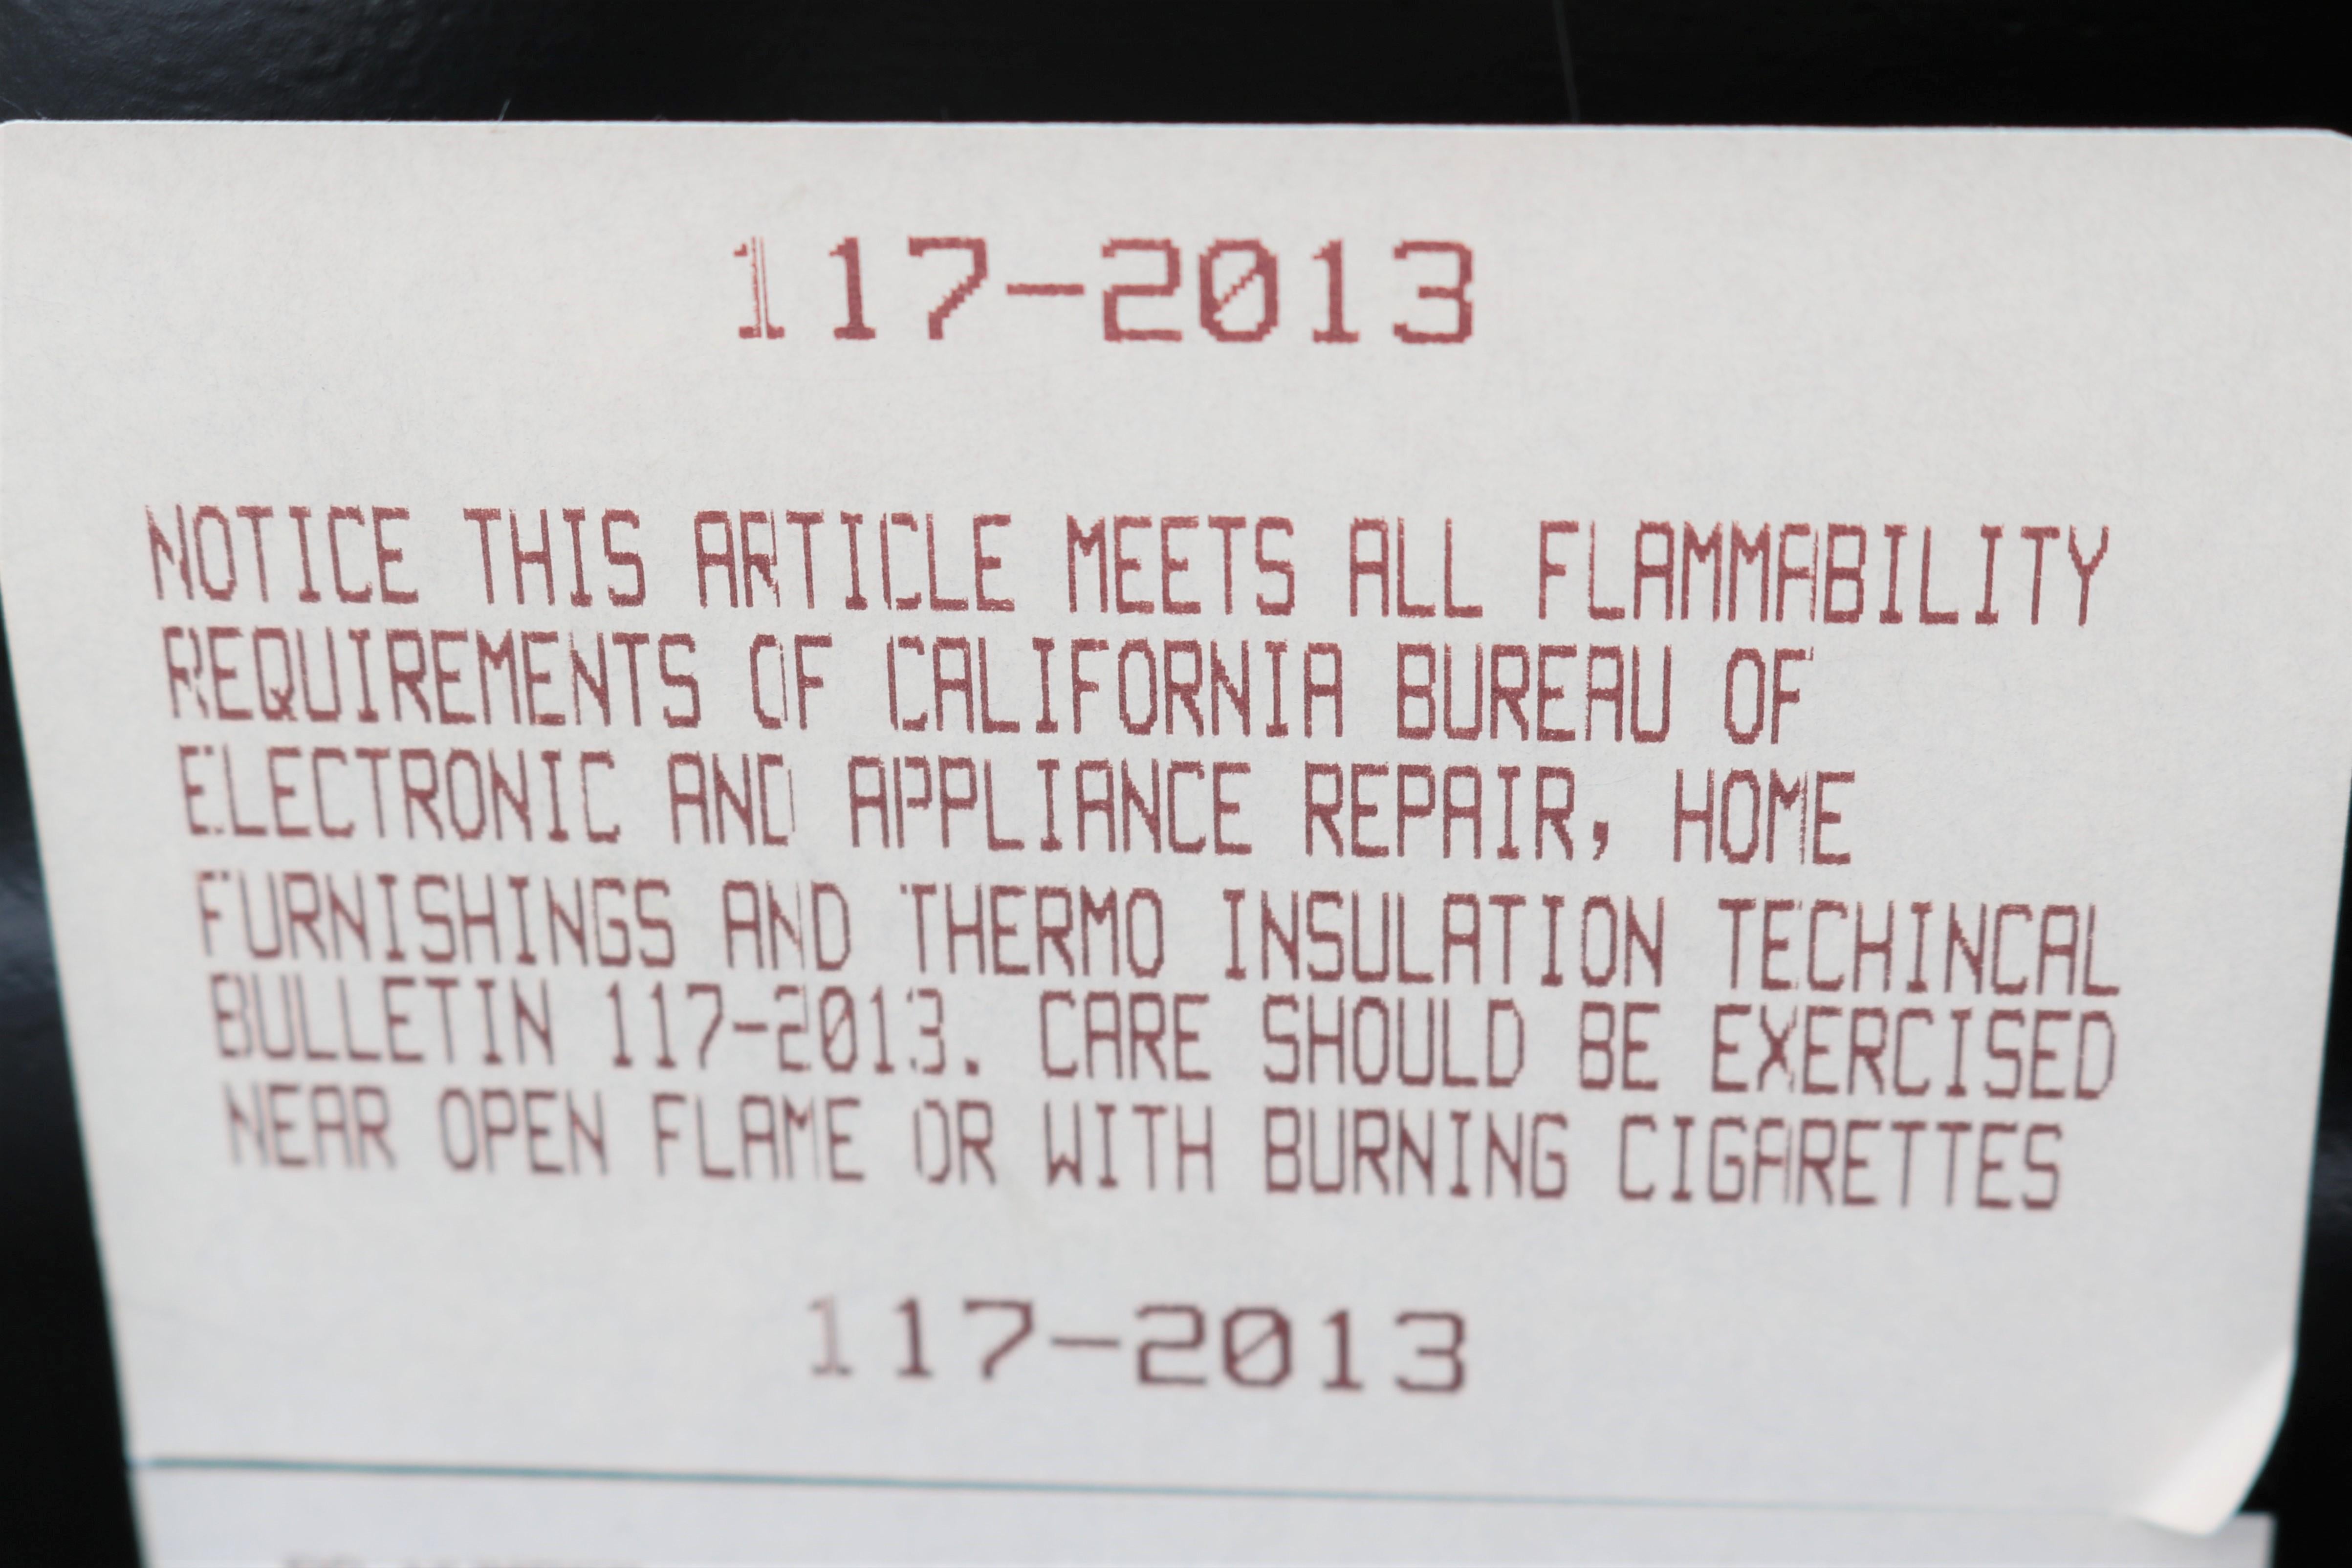 117-2013
NOTICE THIS ARTICLE MEETS ALL FLAMMABILITY
REQUIREMENTS OF CALIFORNIA BUREAU OF
ELECTRONIC AND APPLIANCE REPAIR, HOME
FURNISHINGS AND THERMO INSULATION TECHINCAL
BULLETIN 117-2013. CARE SHOULD BE EXERCISED
NEAR OPEN FLAME OR WITH BURNING CIGARETTES
117-2013